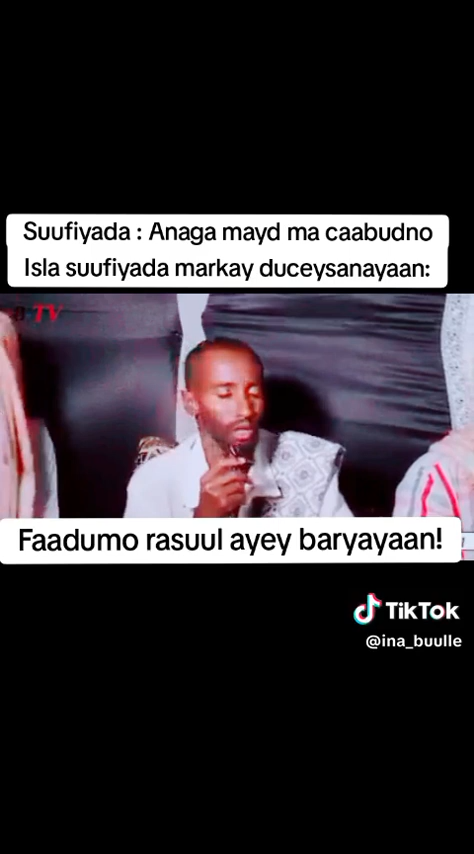 Suufiyada : Anaga mayd ma caabudno
Isla suufiyada markay duceysanayaan:
TV
Faadumo rasuul ayey baryayaan!
TikTok
@ina_buulle